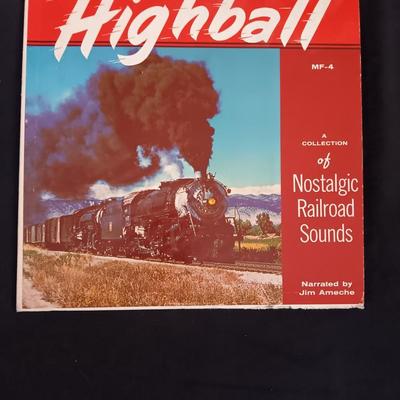 Highball
MF-4
A
COLLECTION
of
Nostalgic
Railroad
Sounds
Narrated by
Jim Ameche